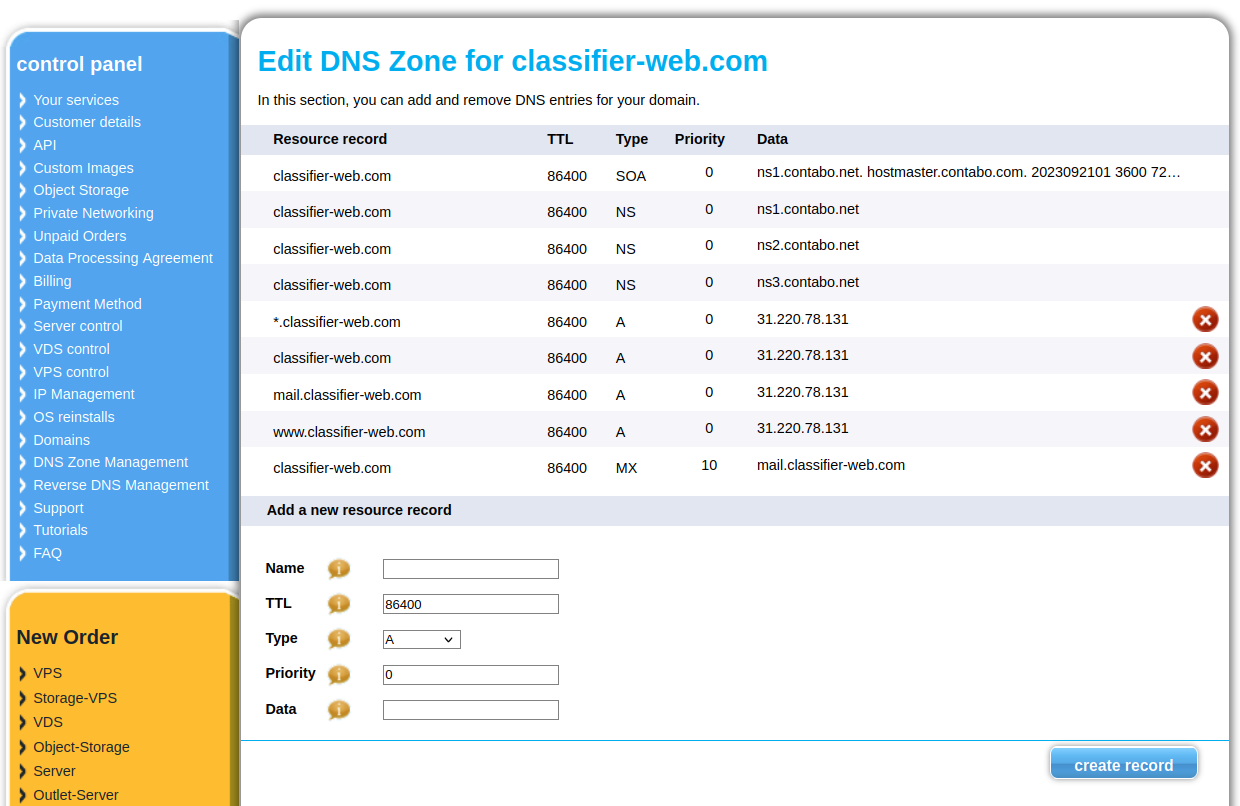 control panel
Your services
Customer details
API
Custom Images
Object Storage
Private Networking
Unpaid Orders
Data Processing Agreement
Billing
Payment Method
Server control
VDS control
VPS control
IP Management
OS reinstalls
Domains
DNS Zone Management
Reverse DNS Management
Support
Tutorials
FAQ
New Order
VPS
Storage-VPS
VDS
Object-Storage
Server
Outlet-Server
Edit DNS Zone for classifier-web.com
In this section, you can add and remove DNS entries for your domain.
Resource record TTL Type Priority Data
classifier-web.com 86400 SOA 0 ns1.contabo.net. hostmaster.contabo.com. 2023092101 3600 72…
classifier-web.com 86400 NS 0 ns1.contabo.net
classifier-web.com 86400 NS 0 ns2.contabo.net
classifier-web.com 86400 NS 0 ns3.contabo.net
*.classifier-web.com 86400 A 0 31.220.78.131
classifier-web.com 86400 A 0 31.220.78.131
mail.classifier-web.com 86400 A 0 31.220.78.131
www.classifier-web.com 86400 A 0 31.220.78.131
classifier-web.com 86400 MX 10 mail.classifier-web.com
Add a new resource record
Name
TTL 86400
Type A
Priority 0
Data
create record